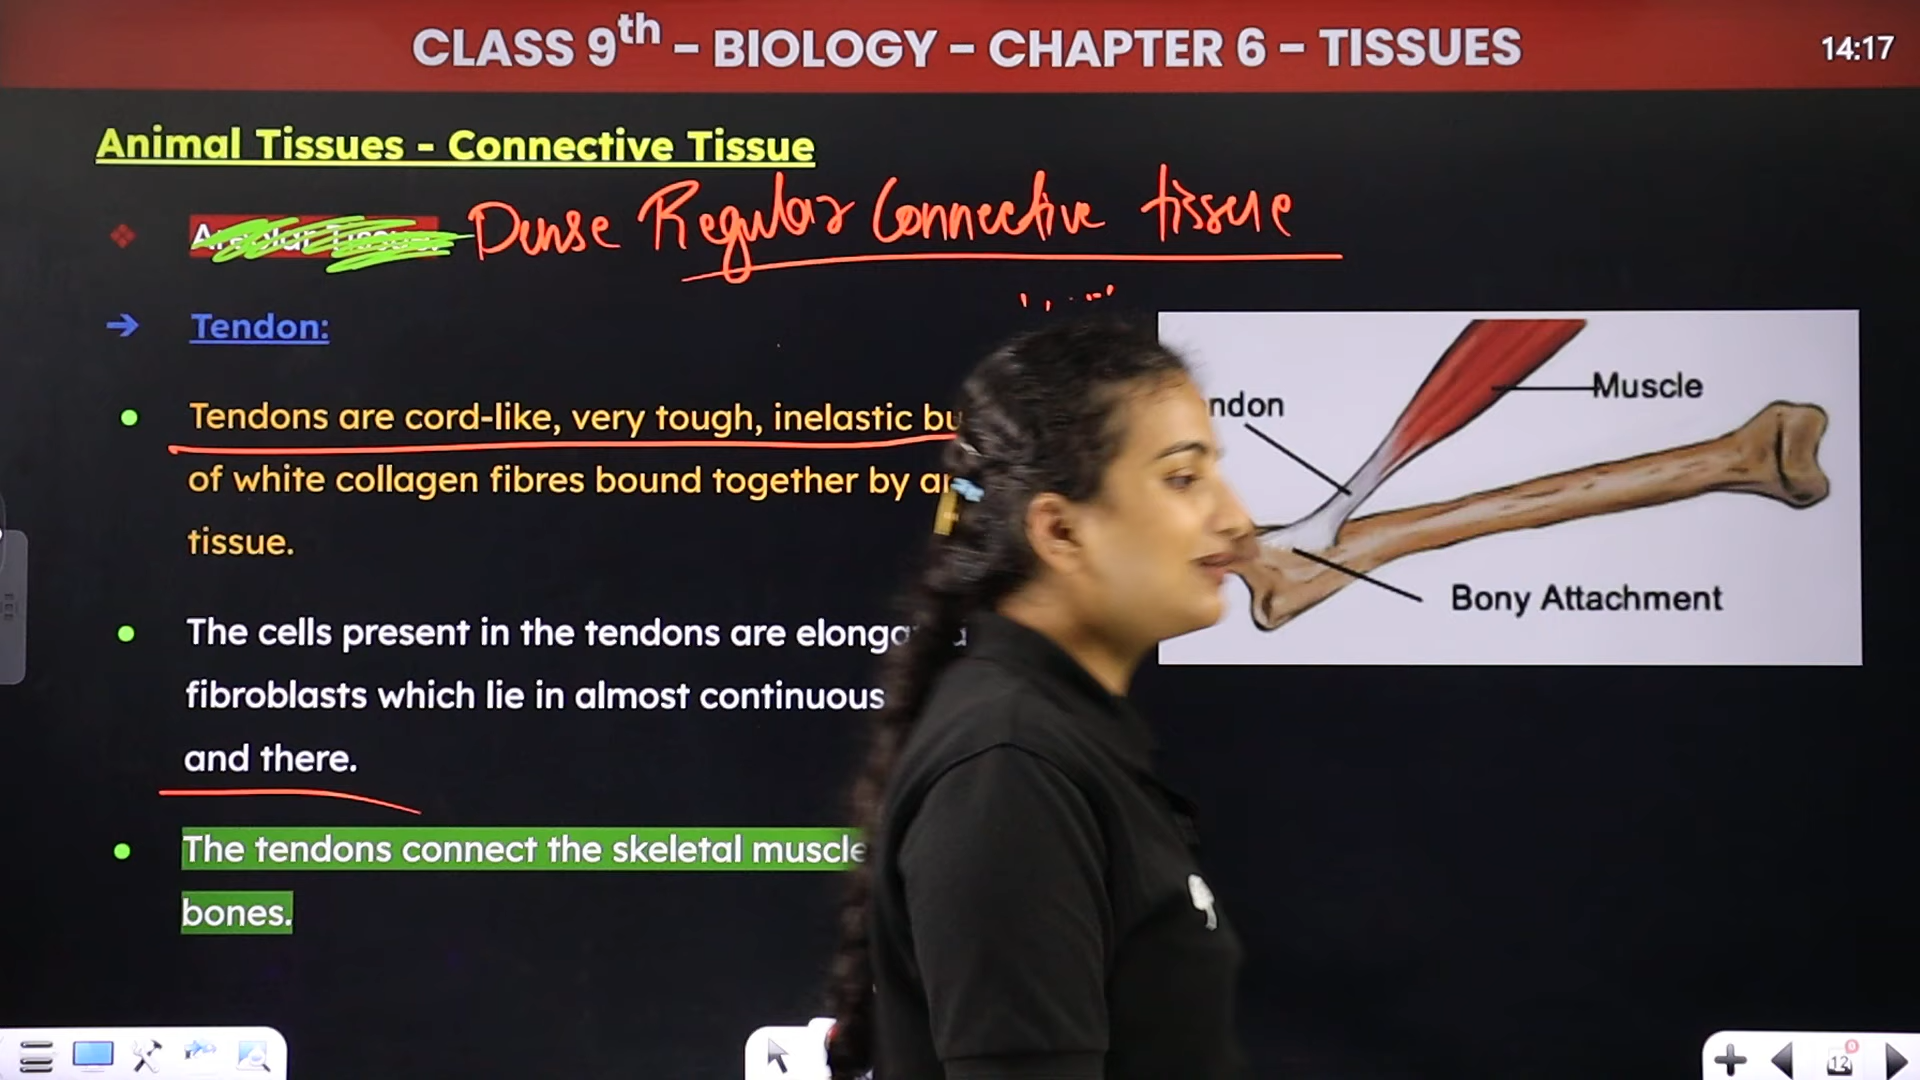 CLASS 9th – BIOLOGY – CHAPTER 6 – TISSUES
14:17
Animal Tissues - Connective Tissue
Areolar Tissue: Dense Regular Connective tissue
Tendon:
Tendons are cord-like, very tough, inelastic
of white collagen fibres bound together by
tissue.
The cells present in the tendons are
fibroblasts which lie in almost continuous
and there.
The tendons connect the skeletal muscle
bones.
Muscle
Bony Attachment
12